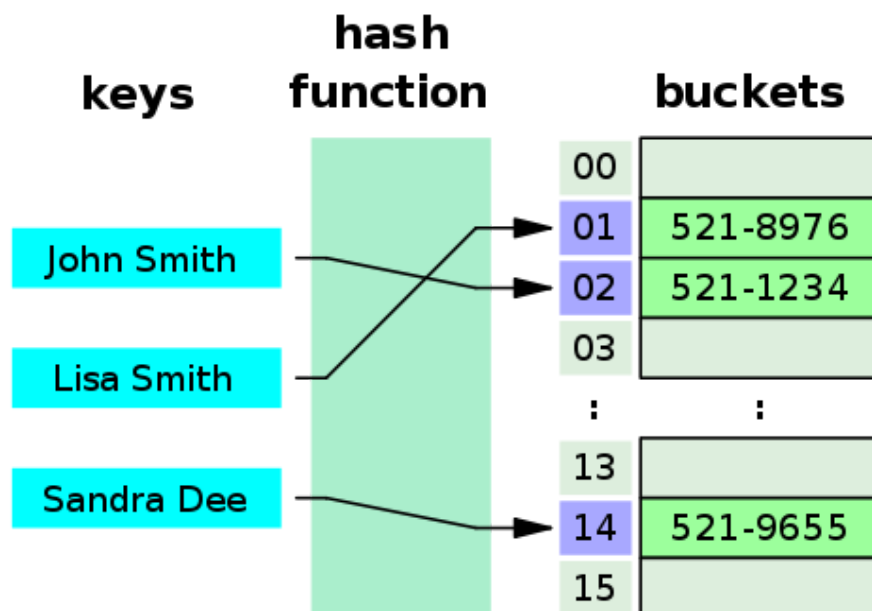 hash
keys function buckets
00
01 521-8976
John Smith
02 521-1234
03
Lisa Smith
: :
13
Sandra Dee
14 521-9655
15